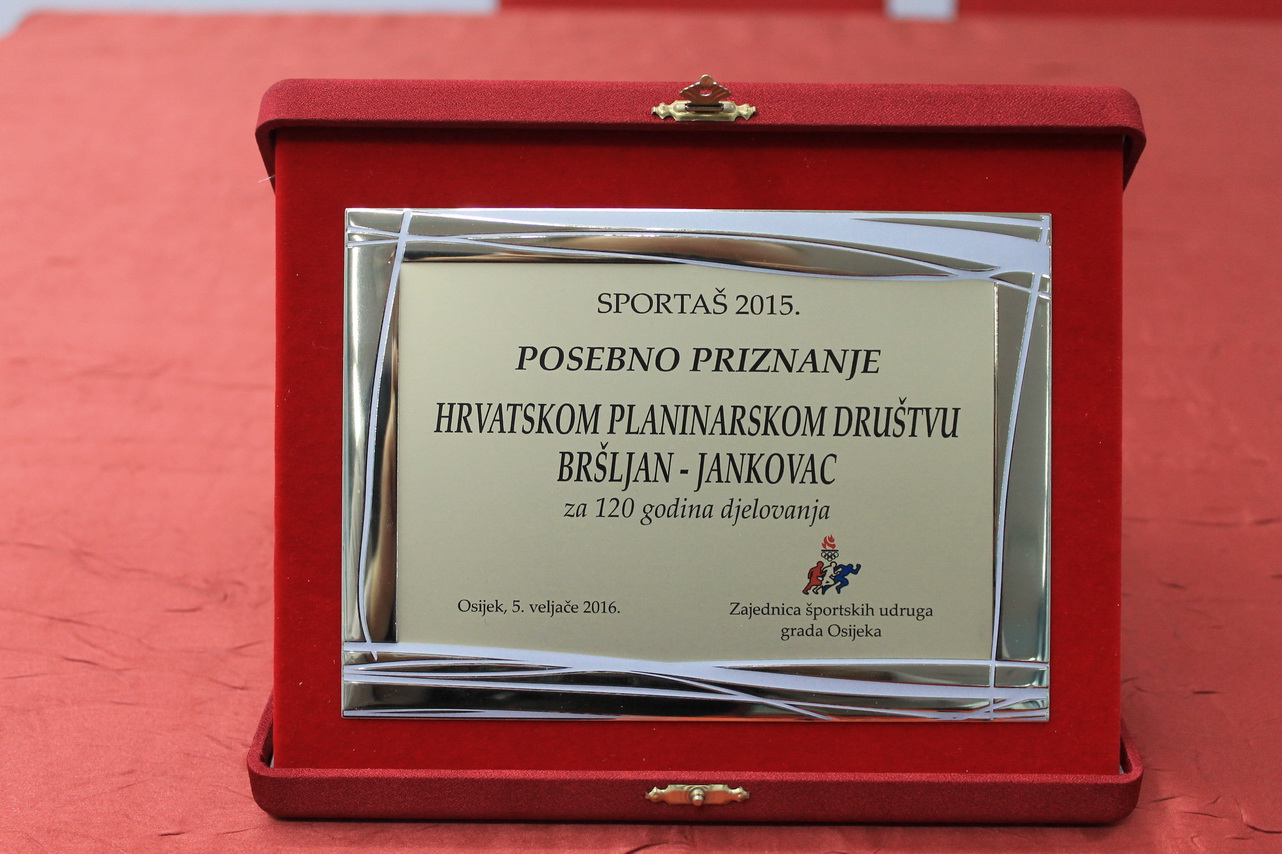 SPORTAŠ 2015.
POSEBNO PRIZNANJE
HRVATSKOM PLANINARSKOM DRUŠTVU
BRŠLJAN - JANKOVAC
za 120 godina djelovanja
Osijek, 5. veljače 2016.
Zajednica športskih udruga
grada Osijeka